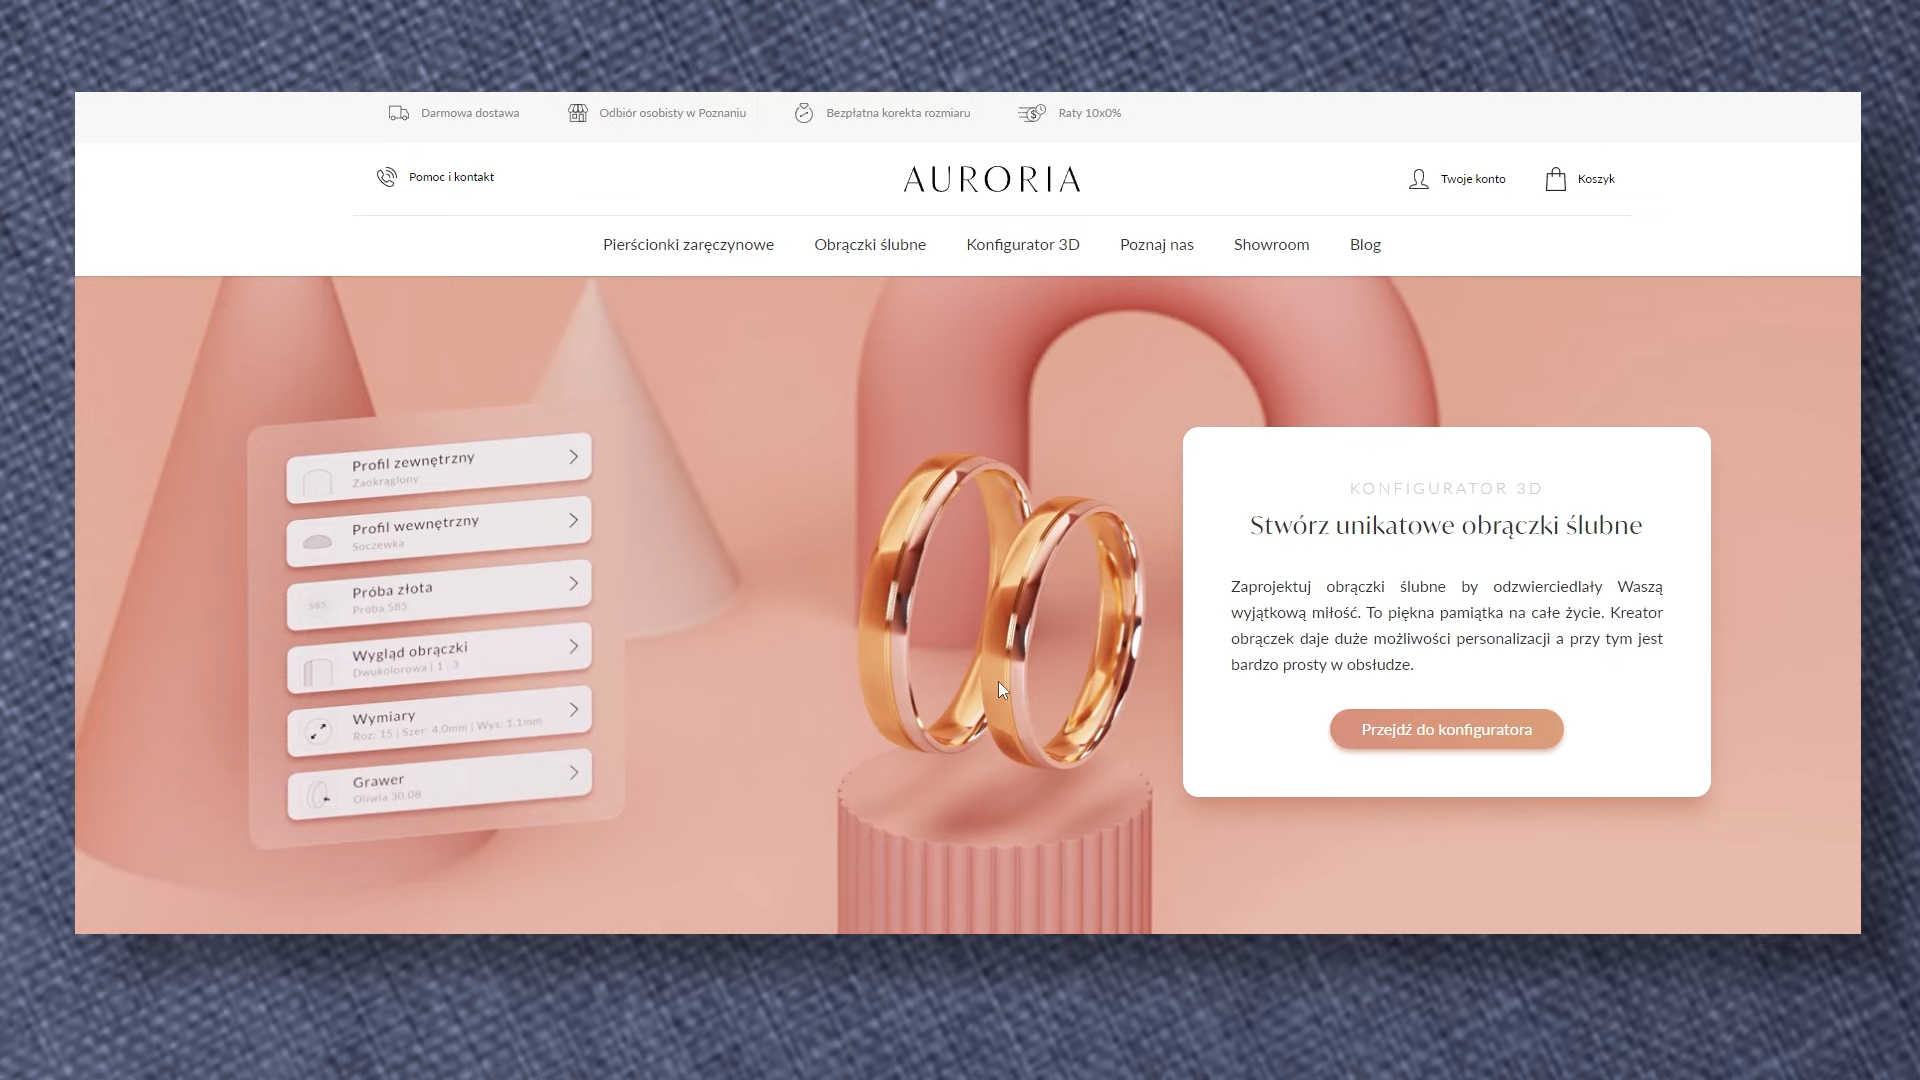 Darmowa dostawa
Odbiór osobisty w Poznaniu
Bezpłatna korekta rozmiaru
Raty 10x0%
Pomoc i kontakt
AURORIA
Twoje konto
Koszyk
Pierścionki zaręczynowe
Obrączki ślubne
Konfigurator 3D
Poznaj nas
Showroom
Blog
Profil zewnętrzny
Zaokrąglony
Profil wewnętrzny
Soczewka
585
Próba złota
Próba 585
Wygląd obrączki
Dwukolorowa | 1 : 3
Wymiary
Roz: 15 | Szer: 4.0mm | Wys: 1.1mm
Grawer
Oliwia 30.08
KONFIGURATOR 3D
Stwórz unikatowe obrączki ślubne
Zaprojektuj obrączki ślubne by odzwierciedlały Waszą
wyjątkową miłość. To piękna pamiątka na całe życie. Kreator
obrączek daje duże możliwości personalizacji a przy tym jest
bardzo prosty w obsłudze.
Przejdź do konfiguratora